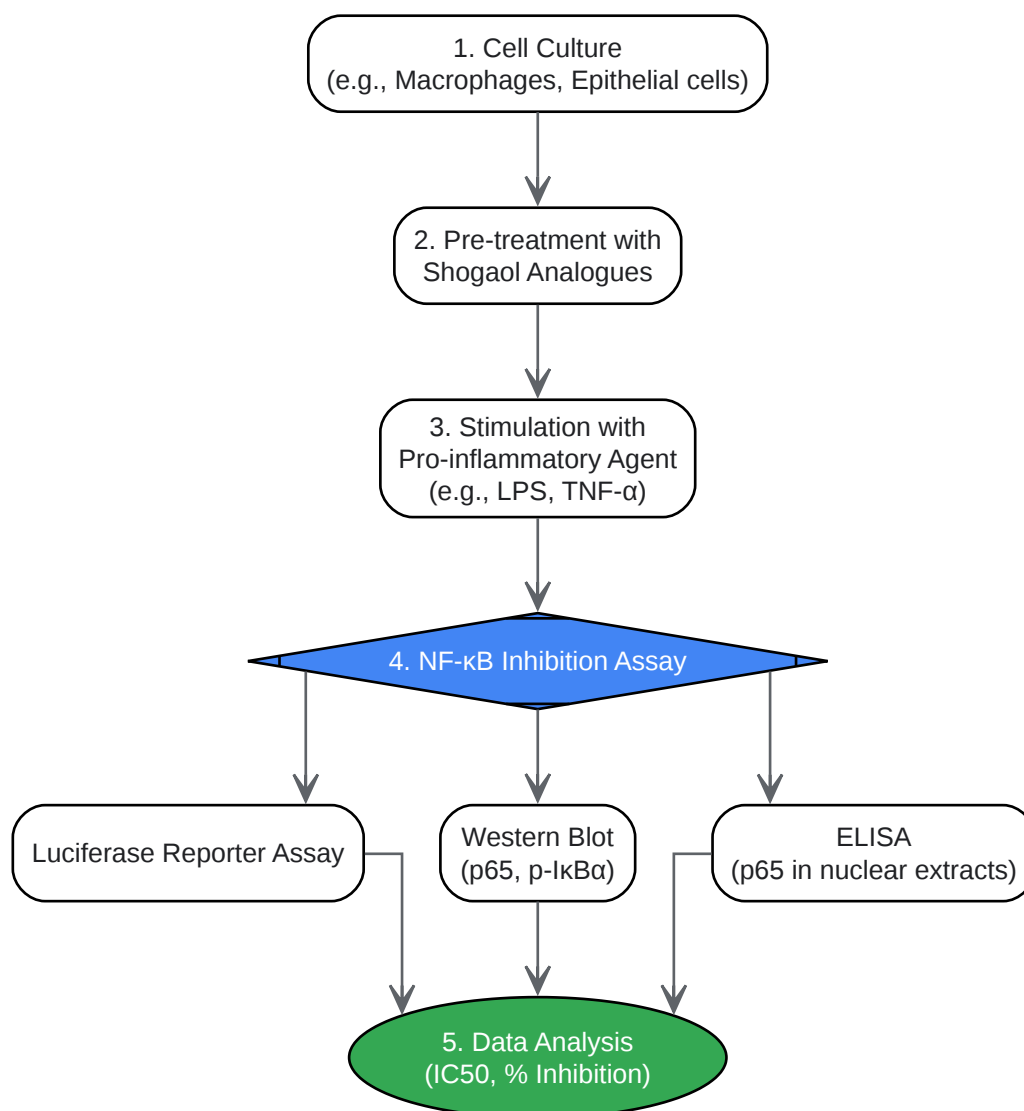 1. Cell Culture
(e.g., Macrophages, Epithelial cells)
2. Pre-treatment with
Shogaol Analogues
3. Stimulation with
Pro-inflammatory Agent
(e.g., LPS, TNF-α)
4. NF-κB Inhibition Assay
Luciferase Reporter Assay
Western Blot
(p65, p-IκBα)
ELISA
(p65 in nuclear extracts)
5. Data Analysis
(IC50, % Inhibition)